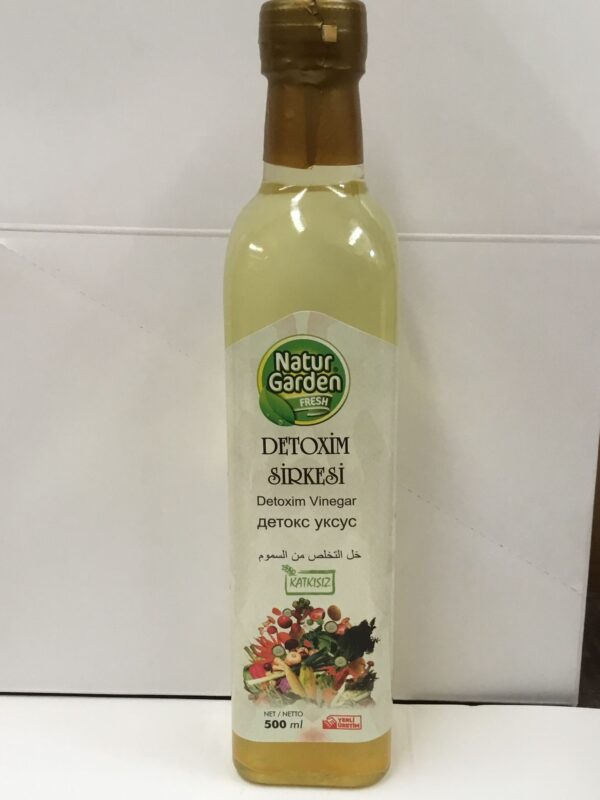 Natur
Garden
FRESH
DETOXİM
SİRKESİ
Detoxim Vinegar
детокс уксус
خل التخلص من السموم
KATKISIZ
NET / NETTO
500 ml
YERLİ
ÜRETİM